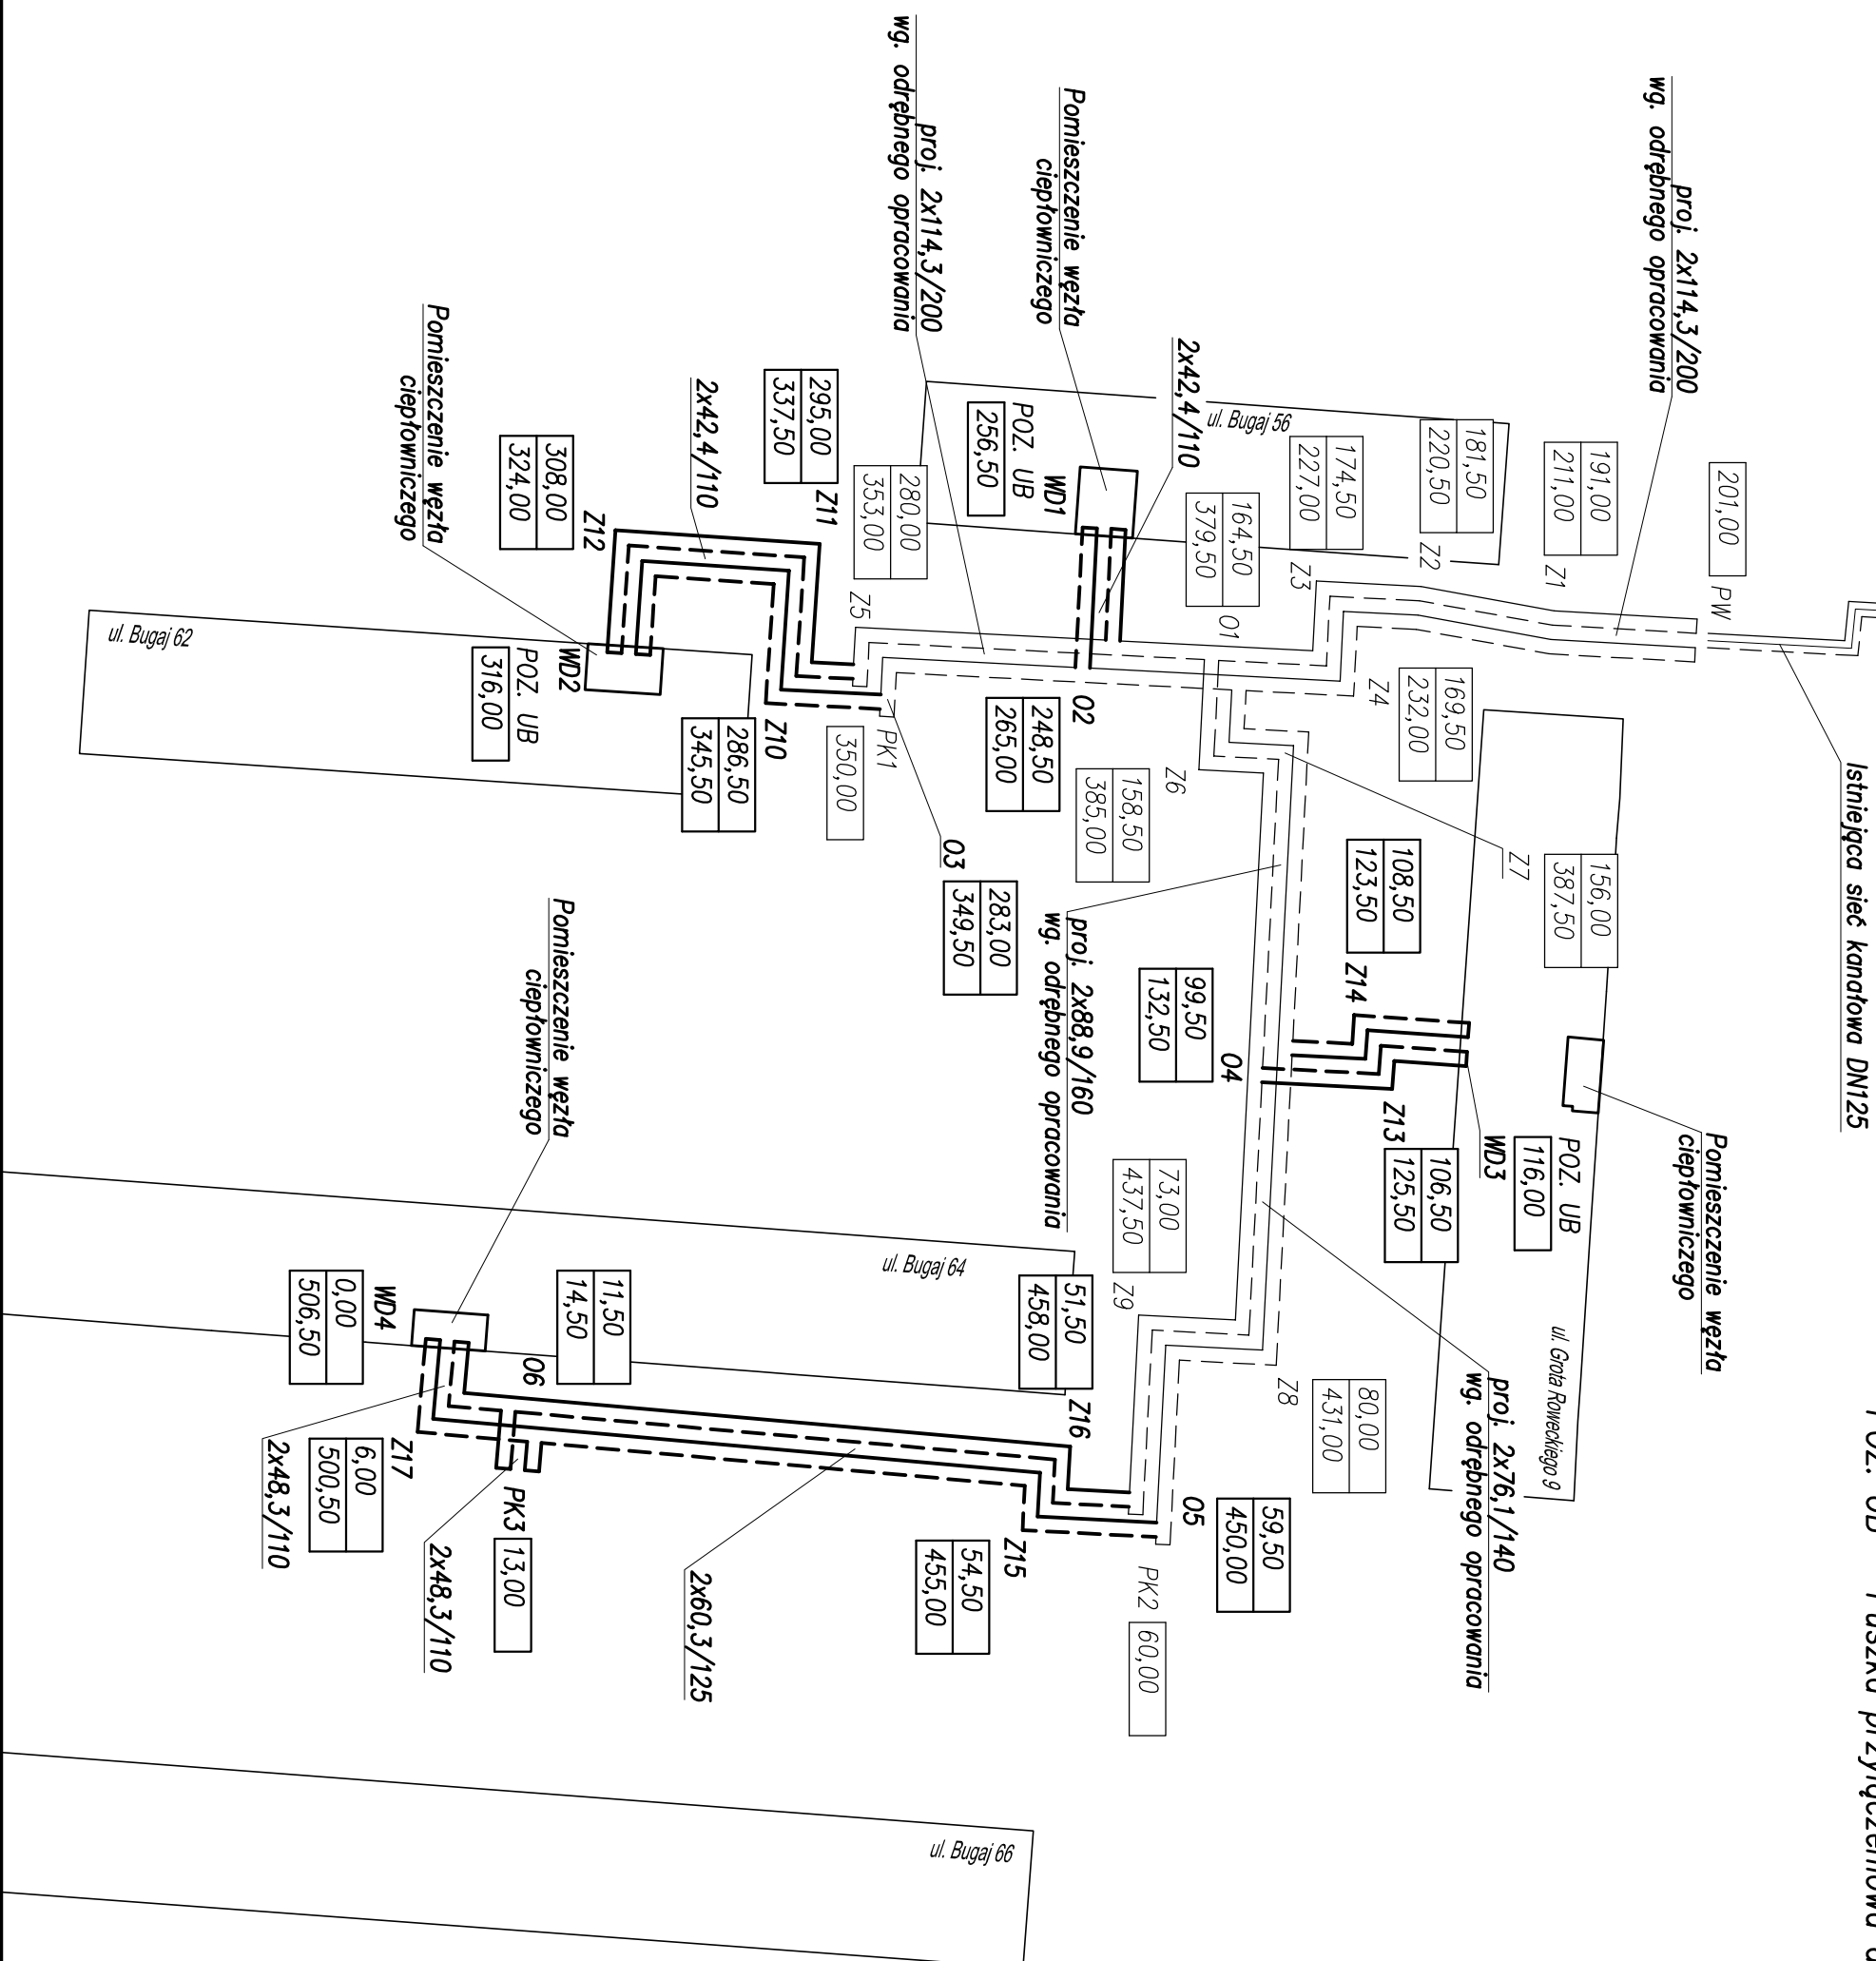 POZ. UB Puszka przyłączeniowa
Istniejąca sieć kanałowa DN125
201,00
PW
proj. 2x114,3/200
wg. odrębnego opracowania
191,00
211,00
Z1
181,50
220,50
Z2
174,50
227,00
Z3
169,50
232,00
Z4
156,00
387,50
Z7
Pomieszczenie węzła
ciepłowniczego
POZ. UB
116,00
WD3
ul. Grota Roweckiego 9
108,50
123,50
Z14
Z13
106,50
125,50
proj. 2x76,1/140
wg. odrębnego opracowania
80,00
431,00
Z8
ul. Bugaj 56
164,50
379,50
O1
2x42,4/110
Z6
158,50
385,00
99,50
132,50
O4
59,50
450,00
O5
73,00
437,50
Z9
PK2
60,00
Pomieszczenie węzła
ciepłowniczego
WD1
POZ. UB
256,50
O2
248,50
265,00
proj. 2x88,9/160
wg. odrębnego opracowania
51,50
458,00
Z16
proj. 2x114,3/200
wg. odrębnego opracowania
280,00
353,00
Z5
PK1
350,00
O3
283,00
349,50
ul. Bugaj 64
Z15
54,50
455,00
ul. Bugaj 66
295,00
337,50
Z11
Z10
286,50
345,50
2x42,4/110
2x60,3/125
308,00
324,00
Z12
WD2
POZ. UB
316,00
Pomieszczenie węzła
ciepłowniczego
11,50
14,50
O6
PK3
13,00
Pomieszczenie węzła
ciepłowniczego
2x48,3/110
WD4
0,00
506,50
Z17
6,00
500,50
2x48,3/110
ul. Bugaj 62